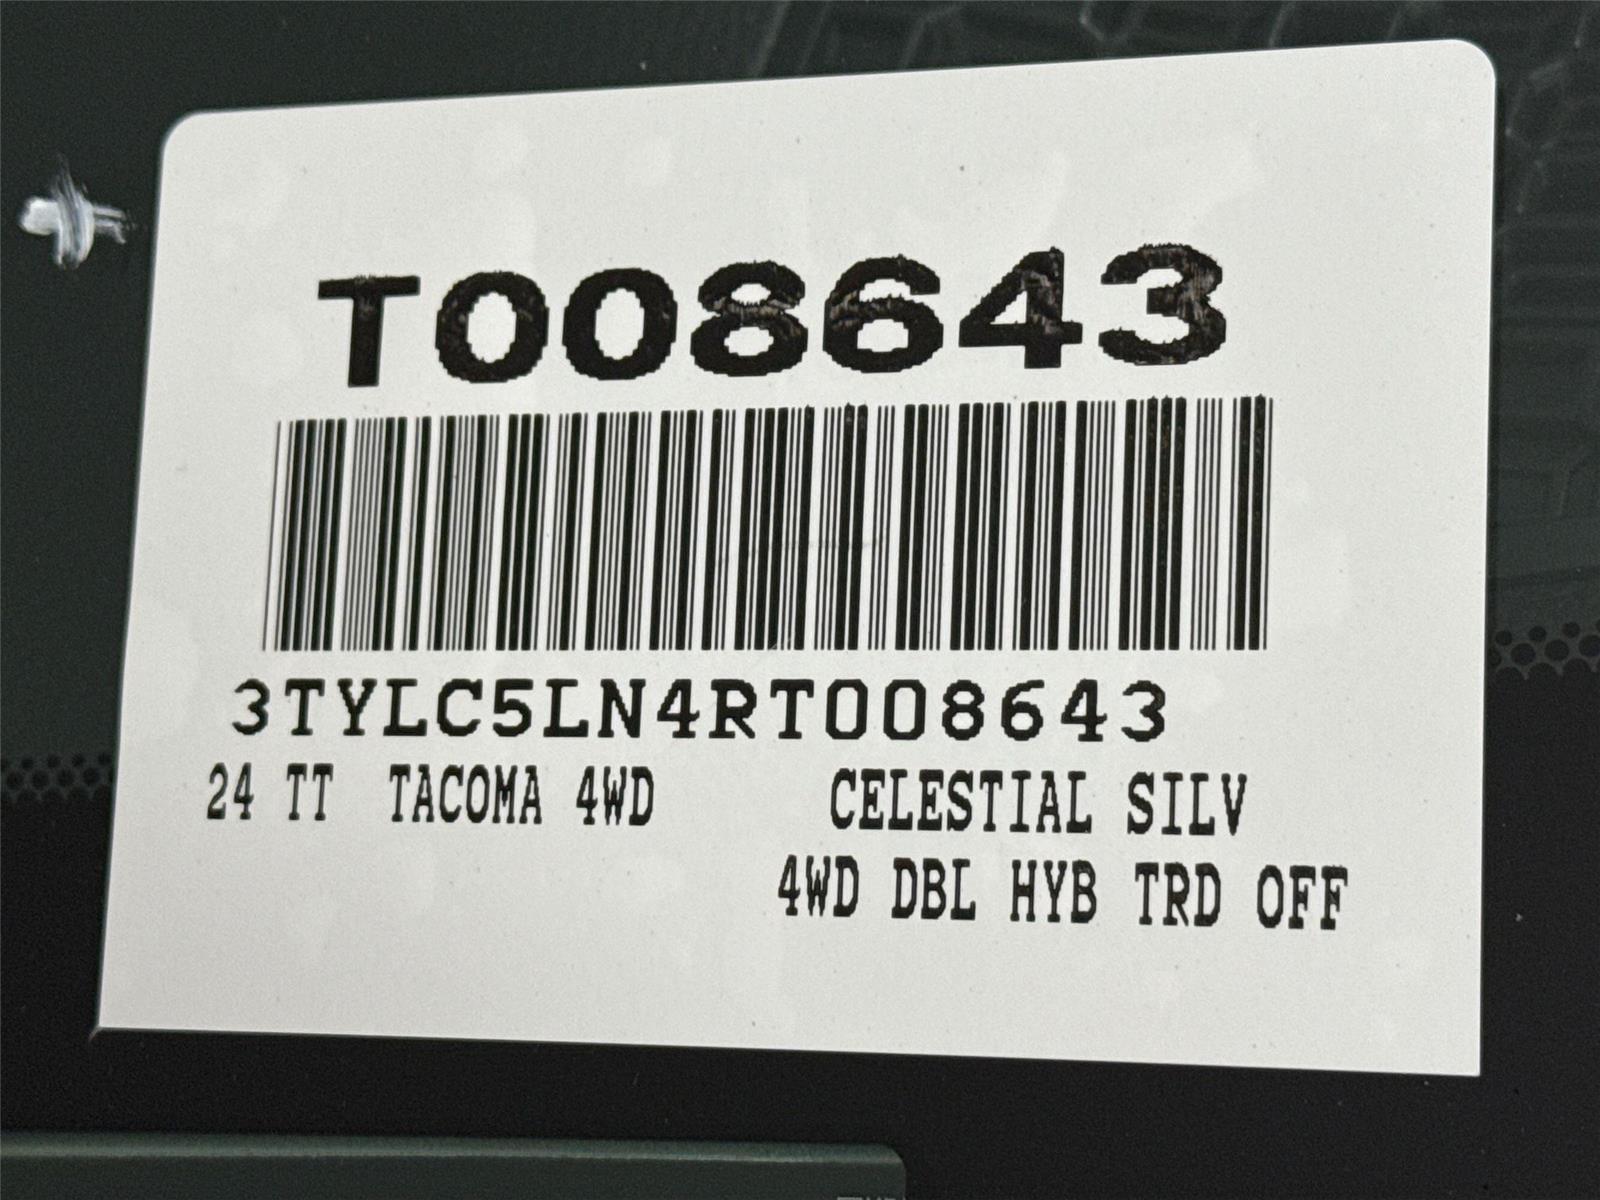 T008643
3TYLC5LN4RT008643
24 TT TACOMA 4WD CELESTIAL SILV
4WD DBL HYB TRD OFF